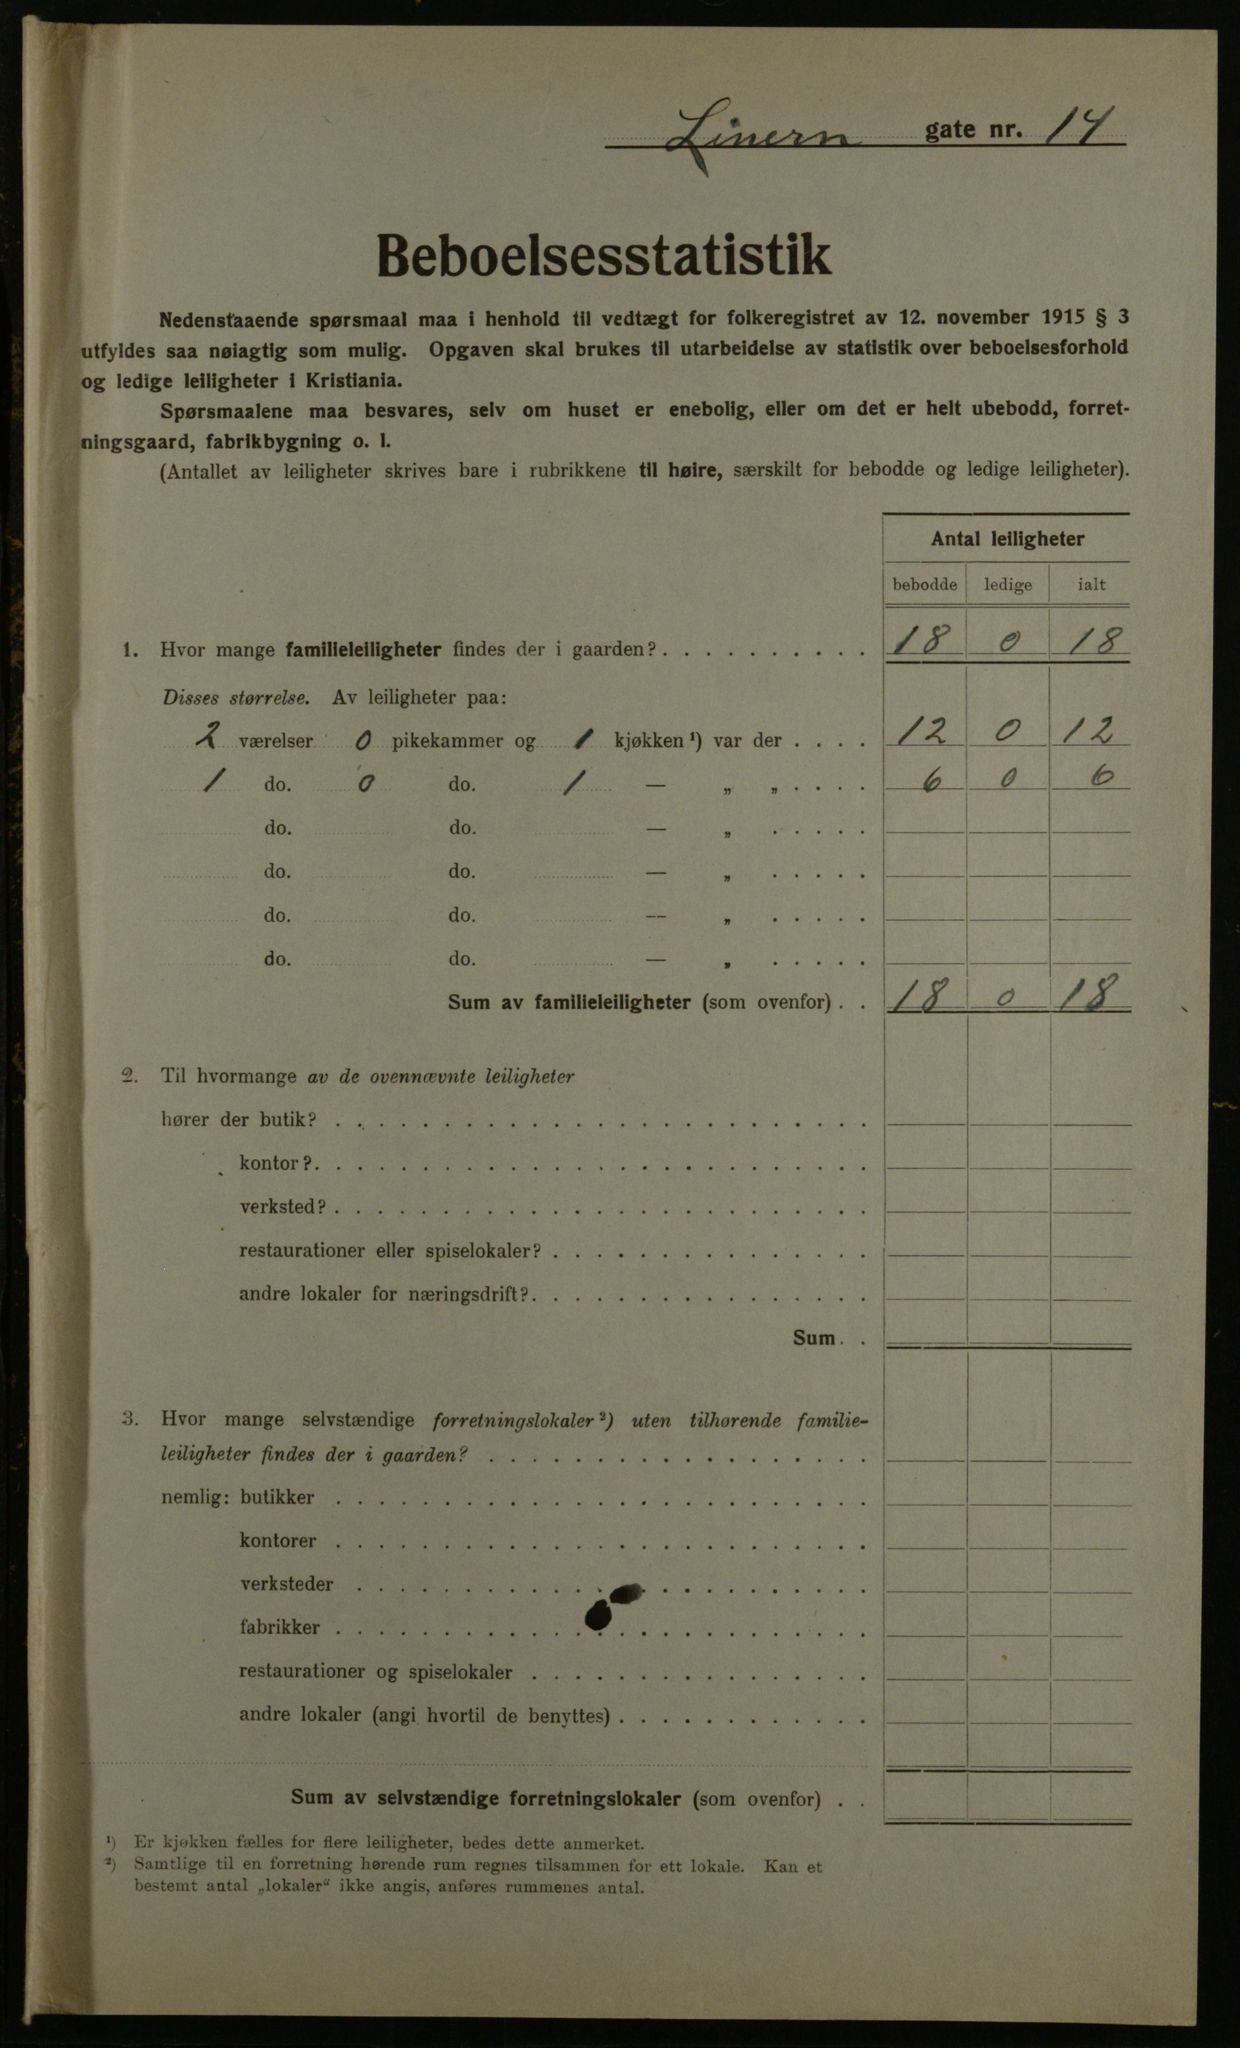 Linern gate nr. 14
Beboelsesstatistik
Nedenstaaende spørsmaal maa i henhold til vedtægt for folkeregistret av 12. november 1915 § 3
utfyldes saa nøiagtig som mulig. Opgaven skal brukes til utarbeidelse av statistik over beboelsesforhold
og ledige leiligheter i Kristiania.
Spørsmaalene maa besvares, selv om huset er enebolig, eller om det er helt ubebodd, forret-
ningsgaard, fabrikbygning o. l.
(Antallet av leiligheter skrives bare i rubrikkene til høire, særskilt for bebodde og ledige leiligheter).
Antal leiligheter
bebodde ledige ialt
1. Hvor mange familieleiligheter findes der i gaarden? . . . . . . . . . . 18 0 18
Disses størrelse. Av leiligheter paa:
2 værelser 0 pikekammer og 1 kjøkken ¹) var der . . . . 12 0 12
1 do. 0 do. 1 — „ „ . . . . 6 0 6
do. do. — „ . . . . .
do. do. — „ . . . . .
do. do. — „ . . . . .
do. do. — „ . . . . .
Sum av familieleiligheter (som ovenfor) . . 18 0 18
2. Til hvormange av de ovennævnte leiligheter
hører der butik? . . . . . . . . . . . . . . . . . . . . . . . . .
kontor? . . . . . . . . . . . . . . . . . . . . . . . . . .
verksted? . . . . . . . . . . . . . . . . . . . . . . . . .
restaurationer eller spiselokaler? . . . . . . . . . . . . . . .
andre lokaler for næringsdrift? . . . . . . . . . . . . . . . .
Sum . .
3. Hvor mange selvstændige forretningslokaler ²) uten tilhørende familie-
leiligheter findes der i gaarden? . . . . . . . . . . . . . . . . . .
nemlig: butikker . . . . . . . . . . . . . . . . . . . . . . . . .
kontorer . . . . . . . . . . . . . . . . . . . . . . . . .
verksteder . . . . . . . . . . . . . . . . . . . . . . . .
fabrikker . . . . . . . . . . . . . . . . . . . . . . . . .
restaurationer og spiselokaler . . . . . . . . . . . . . . . .
andre lokaler (angi hvortil de benyttes) . . . . . . . . . . . .
Sum av selvstændige forretningslokaler (som ovenfor) . .
¹) Er kjøkken fælles for flere leiligheter, bedes dette anmerket.
²) Samtlige til en forretning hørende rum regnes tilsammen for ett lokale. Kan et
bestemt antal „lokaler“ ikke angis, anføres rummenes antal.